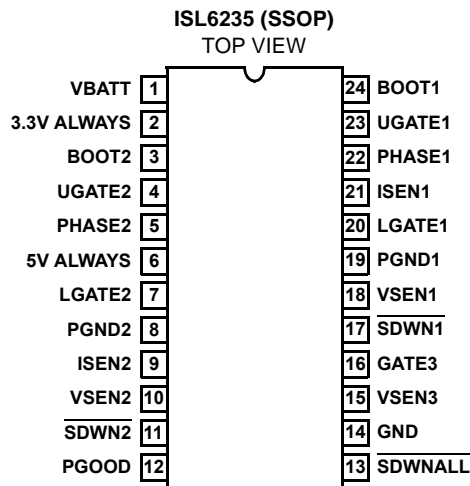 ISL6235 (SSOP)
TOP VIEW
VBATT 1 24 BOOT1
3.3V ALWAYS 2 23 UGATE1
BOOT2 3 22 PHASE1
UGATE2 4 21 ISEN1
PHASE2 5 20 LGATE1
5V ALWAYS 6 19 PGND1
LGATE2 7 18 VSEN1
PGND2 8 17 SDWN1
ISEN2 9 16 GATE3
VSEN2 10 15 VSEN3
SDWN2 11 14 GND
PGOOD 12 13 SDWNALL